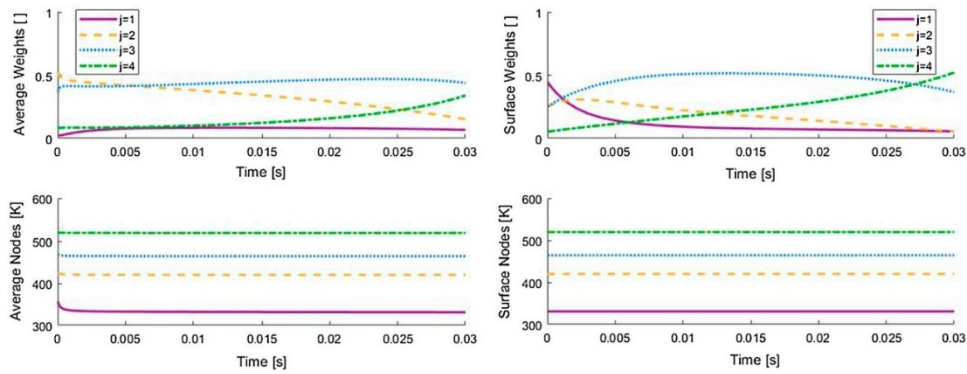 Average Weights [ ]
1
0.5
0
j=1
j=2
j=3
j=4
0 0.005 0.01 0.015 0.02 0.025 0.03
Time [s]
Surface Weights [ ]
1
0.5
0
j=1
j=2
j=3
j=4
0 0.005 0.01 0.015 0.02 0.025 0.03
Time [s]
Average Nodes [K]
600
500
400
300
0 0.005 0.01 0.015 0.02 0.025 0.03
Time [s]
Surface Nodes [K]
600
500
400
300
0 0.005 0.01 0.015 0.02 0.025 0.03
Time [s]